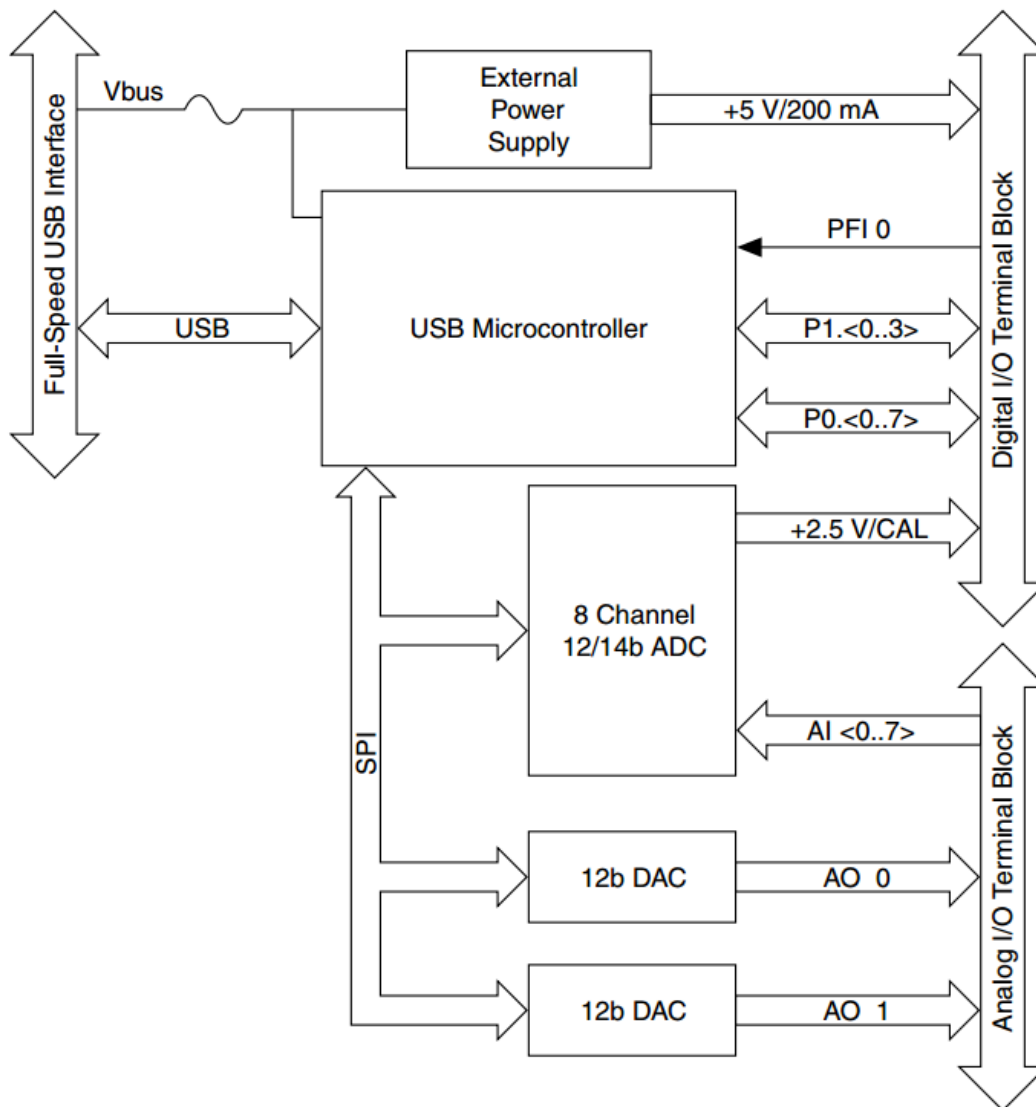 Full-Speed USB Interface
Vbus
External
Power
Supply
+5 V/200 mA
Digital I/O Terminal Block
PFI 0
USB
USB Microcontroller
P1.<0..3>
P0.<0..7>
+2.5 V/CAL
8 Channel
12/14b ADC
AI <0..7>
SPI
Analog I/O Terminal Block
12b DAC
AO 0
12b DAC
AO 1